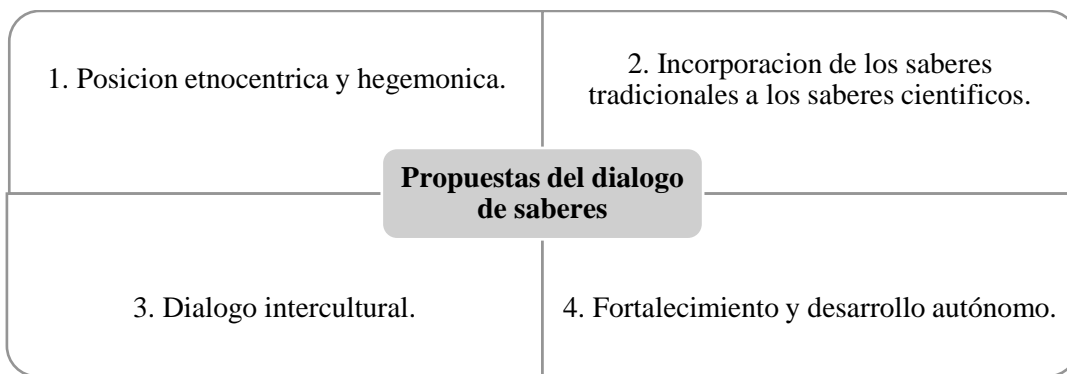 1. Posicion etnocentrica y hegemonica.
2. Incorporacion de los saberes
tradicionales a los saberes cientificos.
Propuestas del dialogo
de saberes
3. Dialogo intercultural.
4. Fortalecimiento y desarrollo autónómo.